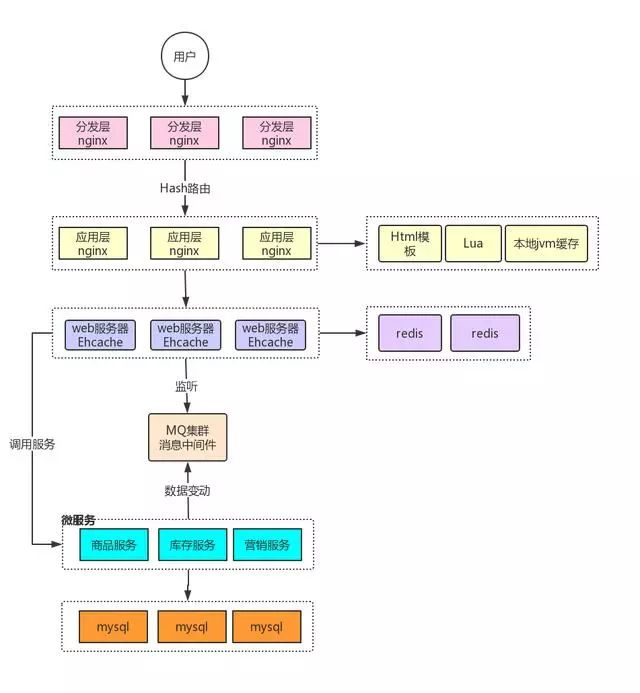 用户
分发层
nginx
分发层
nginx
分发层
nginx
Hash路由
应用层
nginx
应用层
nginx
应用层
nginx
Html模
板
Lua
本地jvm缓存
web服务器
Ehcache
web服务器
Ehcache
web服务器
Ehcache
redis
redis
监听
MQ集群
消息中间件
调用服务
数据变动
微服务
商品服务
库存服务
营销服务
mysql
mysql
mysql